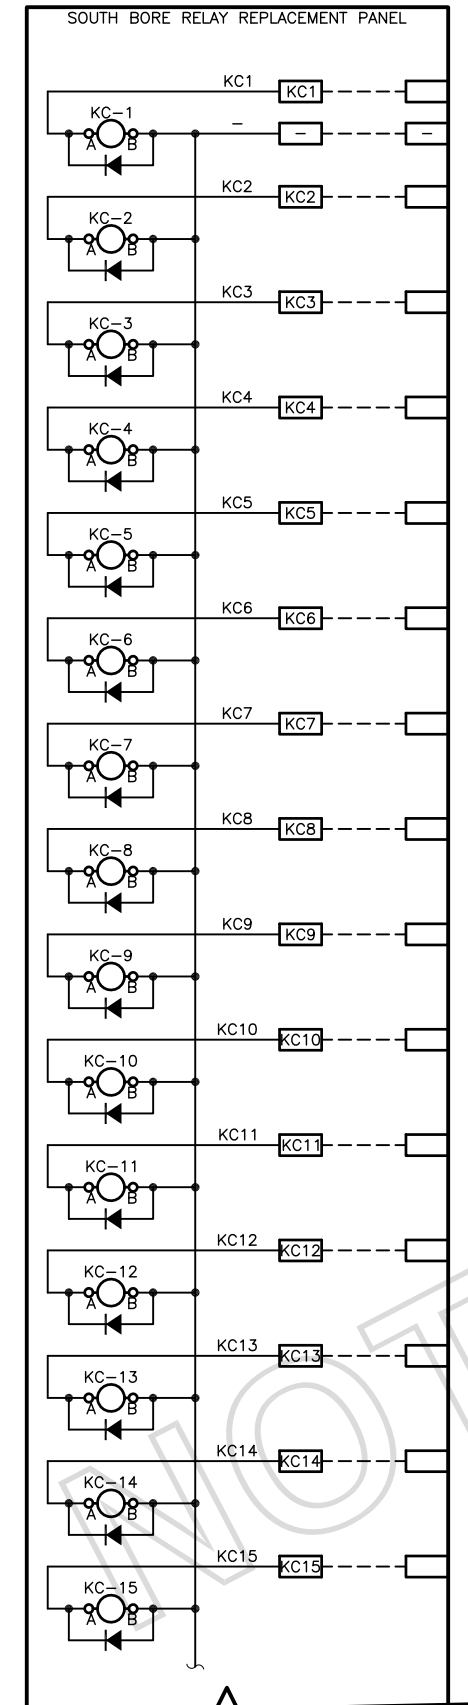 SOUTH BORE RELAY REPLACEMENT PANEL
KC1 KC1
KC-1
A B - - -
KC2 KC2
KC-2
A B
KC3 KC3
KC-3
A B
KC4 KC4
KC-4
A B
KC5 KC5
KC-5
A B
KC6 KC6
KC-6
A B
KC7 KC7
KC-7
A B
KC8 KC8
KC-8
A B
KC9 KC9
KC-9
A B
KC10 KC10
KC-10
A B
KC11 KC11
KC-11
A B
KC12 KC12
KC-12
A B
KC13 KC13
KC-13
A B
KC14 KC14
KC-14
A B
KC15 KC15
KC-15
A B
NOT